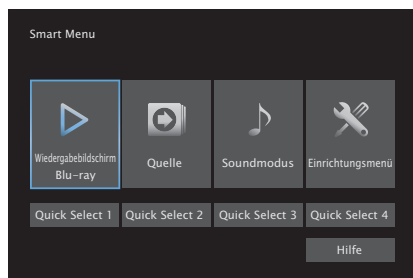 Smart Menu
Wiedergabebildschirm
Blu-ray
Quelle
Soundmodus
Einrichtungsmenü
Quick Select 1
Quick Select 2
Quick Select 3
Quick Select 4
Hilfe